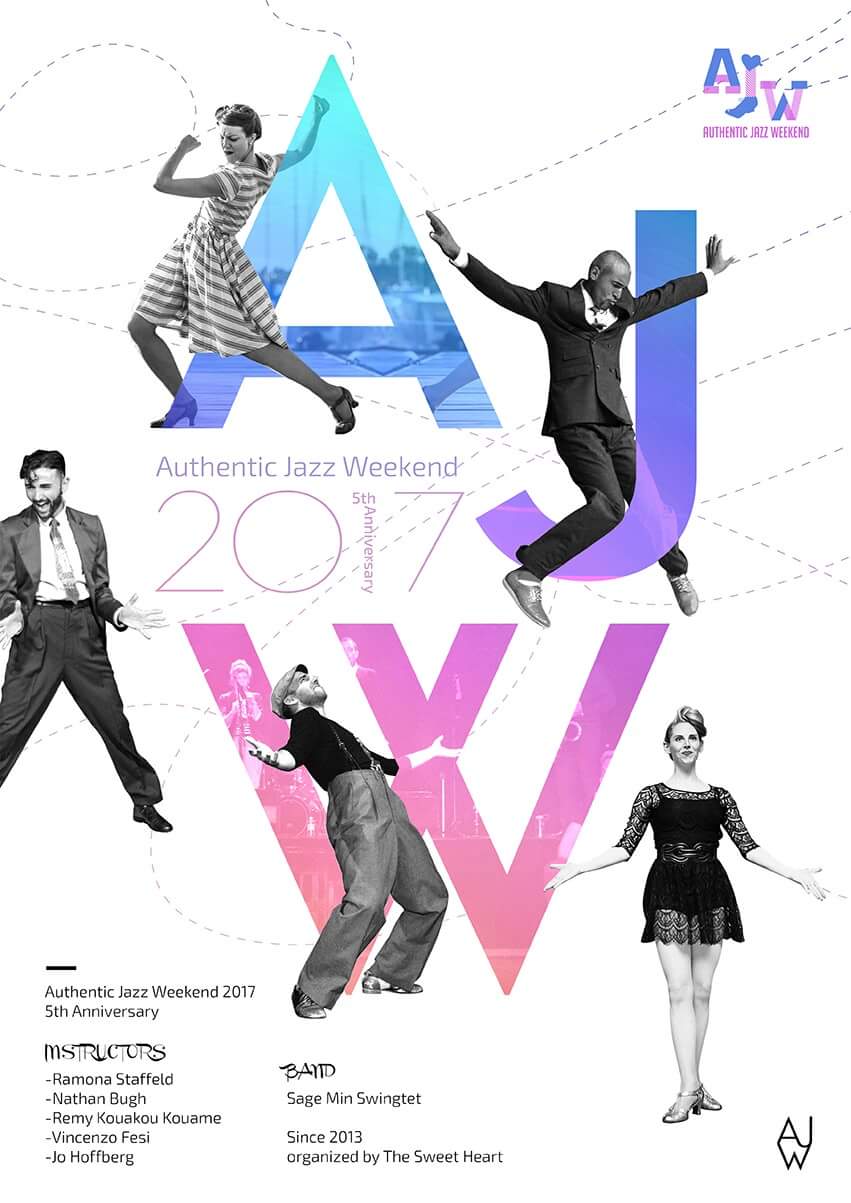 AJW
AUTHENTIC JAZZ WEEKEND
A
J
Authentic Jazz Weekend
2017
5th Anniversary
W
Authentic Jazz Weekend 2017
5th Anniversary
INSTRUCTORS
-Ramona Staffeld
-Nathan Bugh
-Remy Kouakou Kouame
-Vincenzo Fesi
-Jo Hoffberg
BAND
Sage Min Swingtet
Since 2013
organized by The Sweet Heart
AJW